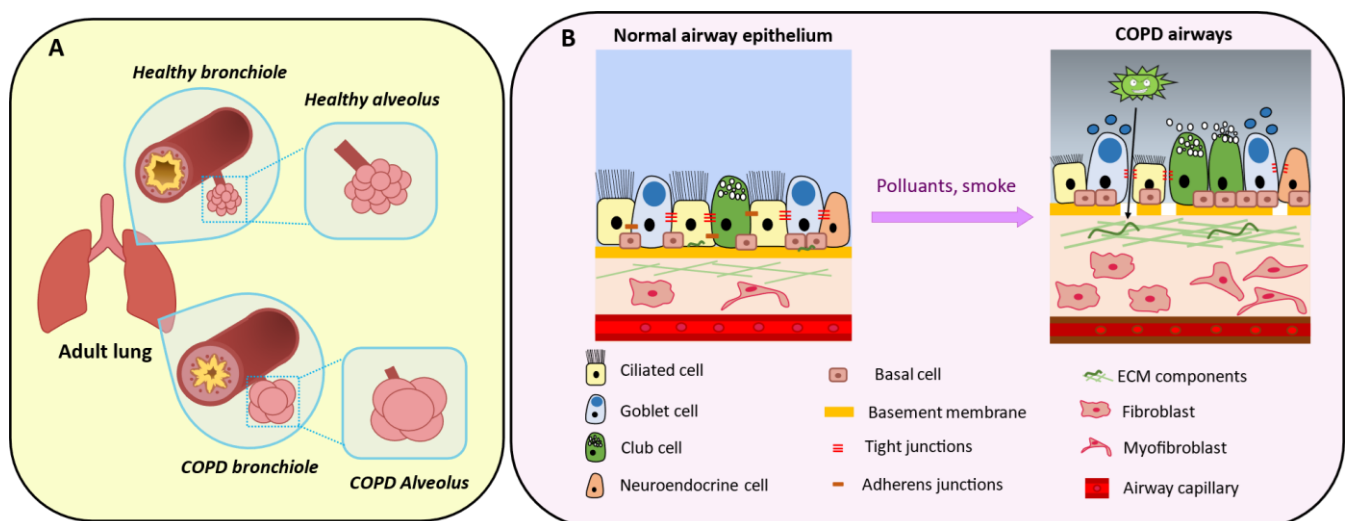 A
Healthy bronchiole
Healthy alveolus
Adult lung
COPD bronchiole
COPD Alveolus
B
Normal airway epithelium
COPD airways
Pollutants, smoke
Ciliated cell
Goblet cell
Club cell
Neuroendocrine cell
Basal cell
Basement membrane
Tight junctions
Adherens junctions
ECM components
Fibroblast
Myofibroblast
Airway capillary